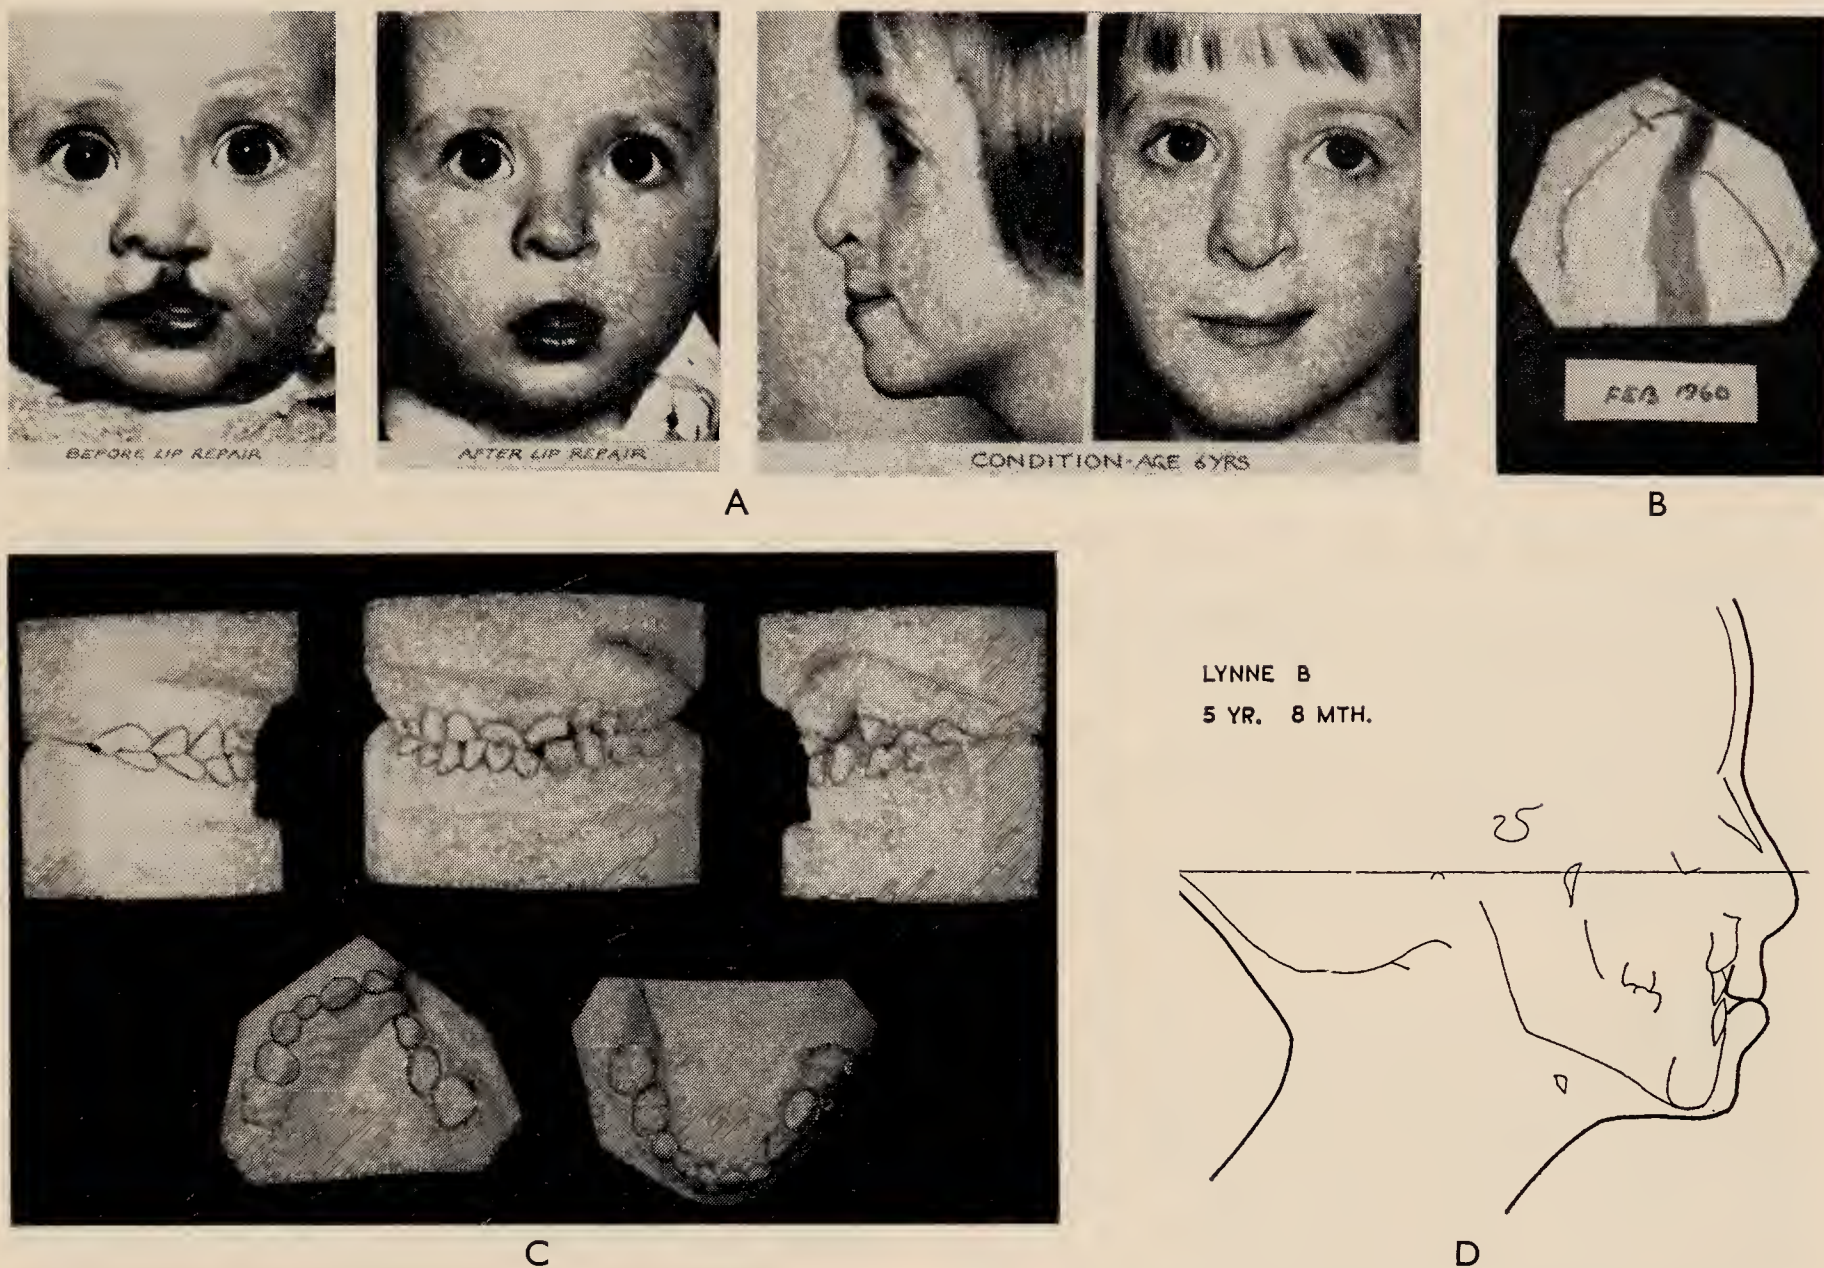 BEFORE LIP REPAIR
AFTER LIP REPAIR
CONDITION-AGE 6YRS
FEB 1960
A
B
LYNNE B
5 YR. 8 MTH.
C
D